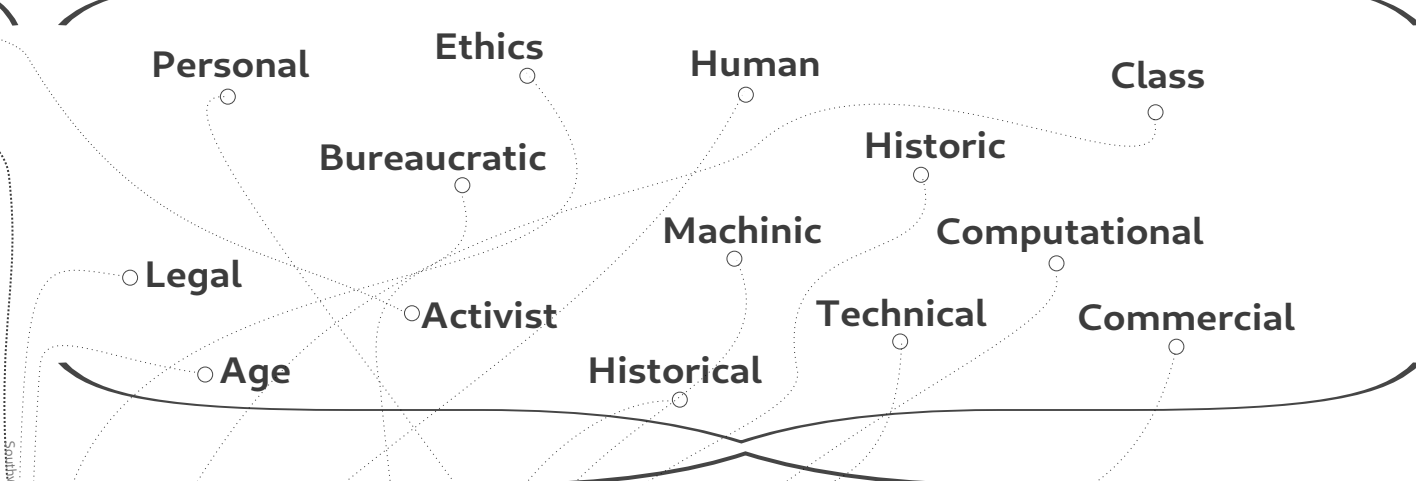 Ethics
Personal
Human
Class
Historic
Bureaucratic
Machinic
Computational
Legal
Activist
Technical
Commercial
Age
Historical